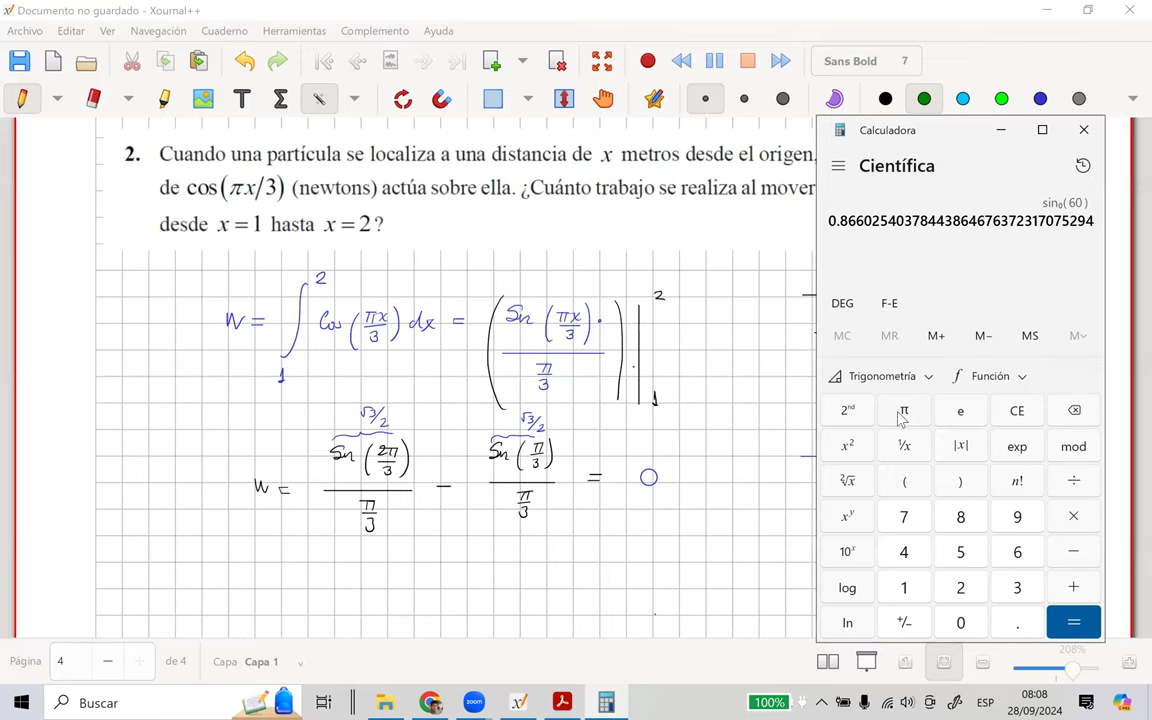 Documento no guardado - Xournal++
Archivo Editar Ver Navegación Cuaderno Herramientas Complemento Ayuda
Sans Bold 7
2. Cuando una partícula se localiza a una distancia de x metros desde el origen,
de cos(πx/3) (newtons) actúa sobre ella. ¿Cuánto trabajo se realiza al mover
desde x = 1 hasta x = 2?
W = ∫₁² Cos (πx/3) dx = (Sn (πx/3) · / π/3) |₁²
√3/2 √3/2
W = Sn (2π/3) / π/3 − Sn (π/3) / π/3 = 0
Calculadora
Científica
sin₀(60)
0.86602540378443864676372317075294
DEG F-E
MC MR M+ M− MS M˅
Trigonometría f Función
2nd π e CE
x² ¹/x |x| exp mod
²√x ( ) n! ÷
xʸ 7 8 9 ×
10ˣ 4 5 6 −
log 1 2 3 +
ln +/− 0 . =
Página 4 de 4 Capa Capa 1
208%
Buscar
100%
ESP
08:08
28/09/2024